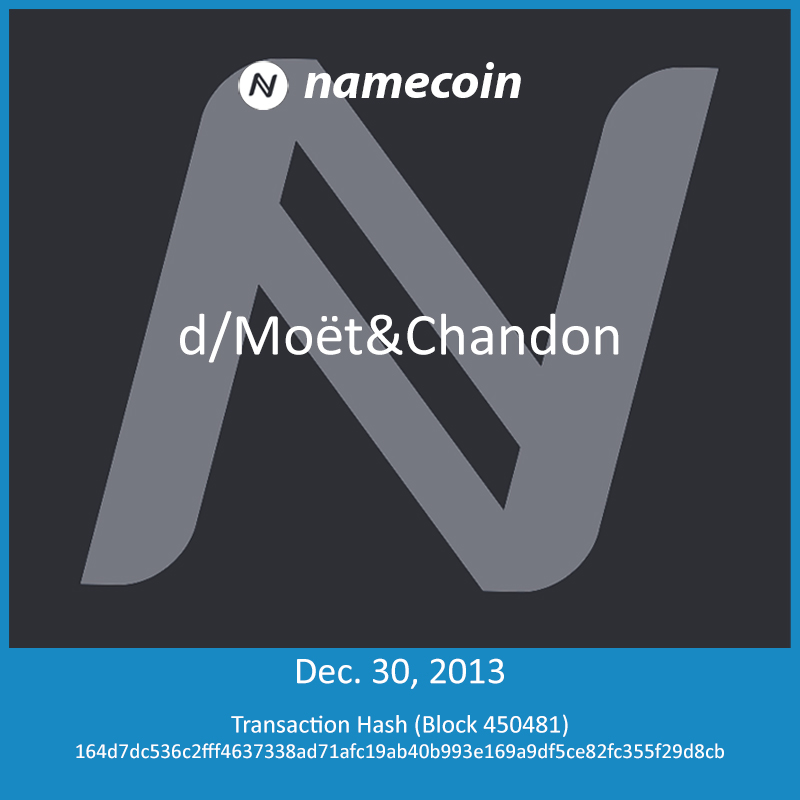 namecoin
d/Moët&Chandon
Dec. 30, 2013
Transaction Hash (Block 450481)
164d7dc536c2fff4637338ad71afc19ab40b993e169a9df5ce82fc355f29d8cb